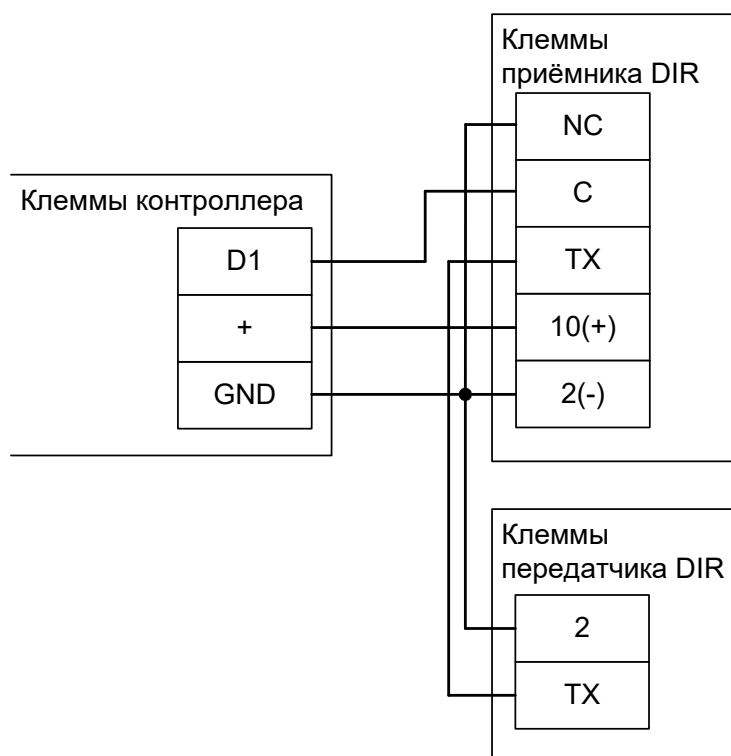 Клеммы
приёмника DIR
NC
C
TX
10(+)
2(-)
Клеммы контроллера
D1
+
GND
Клеммы
передатчика DIR
2
TX